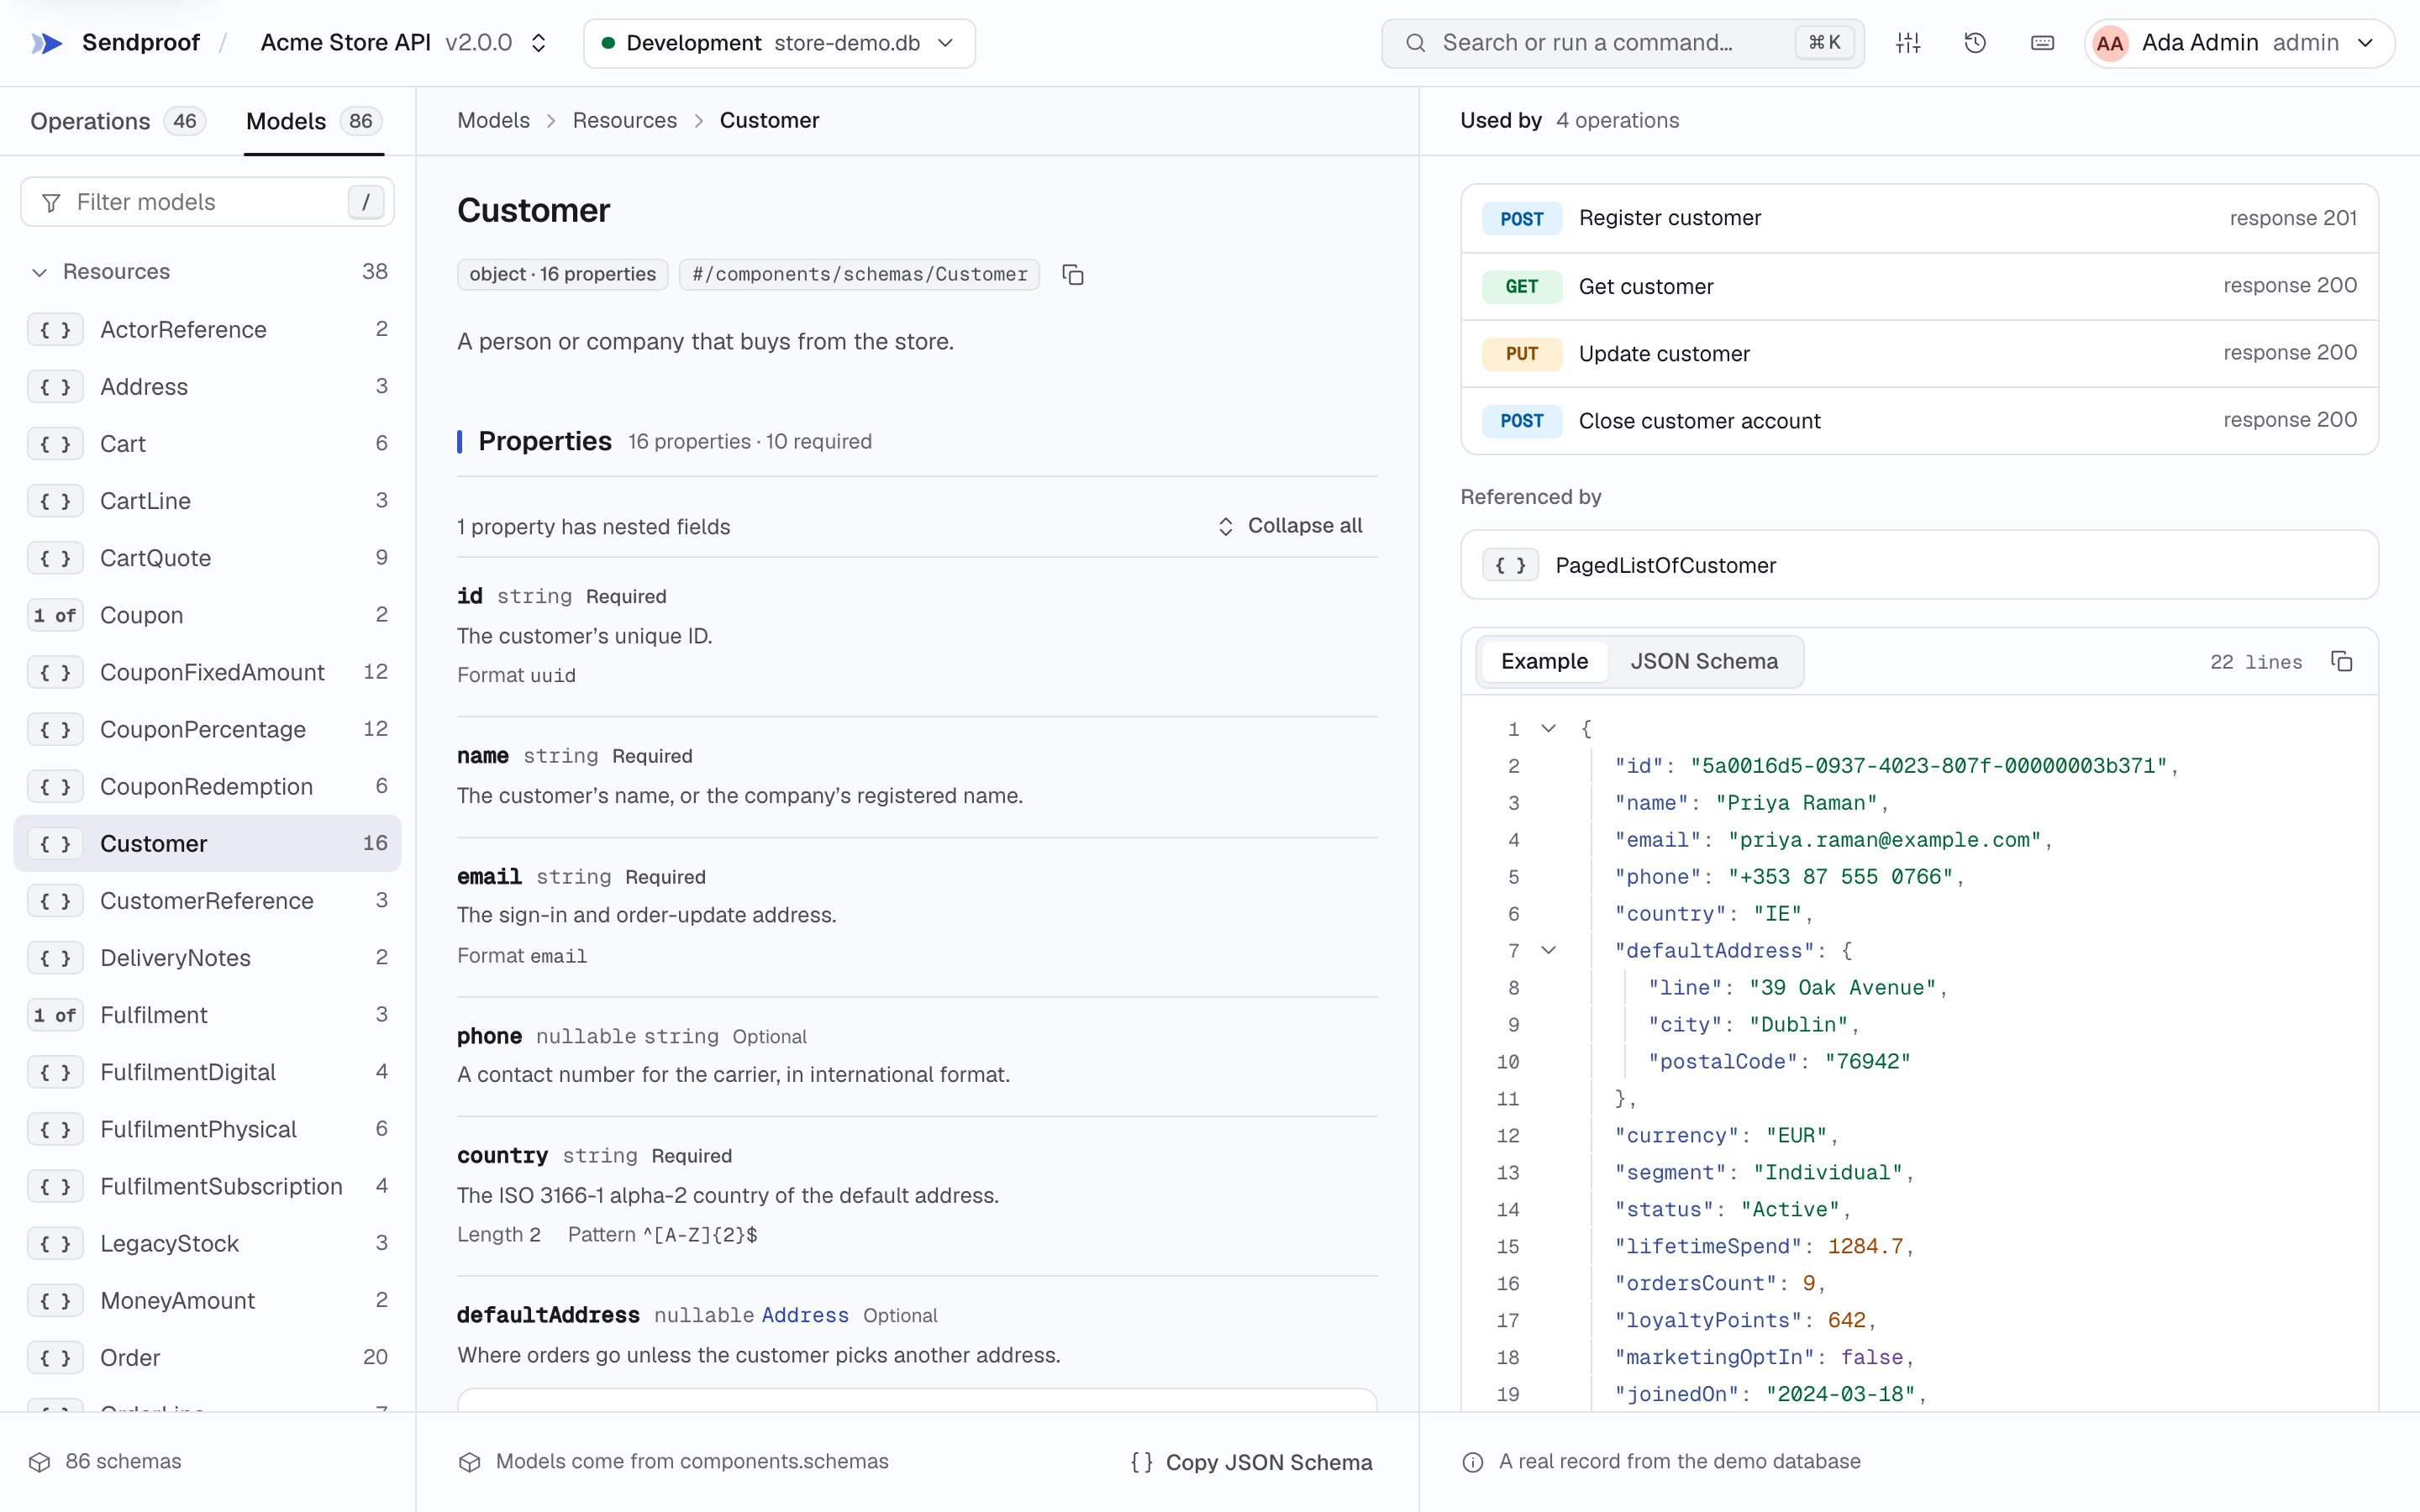 Sendproof / Acme Store API v2.0.0
Development store-demo.db
Search or run a command... ⌘K
AA Ada Admin admin
Operations 46 Models 86
Filter models /
Resources 38
{ } ActorReference 2
{ } Address 3
{ } Cart 6
{ } CartLine 3
{ } CartQuote 9
1 of Coupon 2
{ } CouponFixedAmount 12
{ } CouponPercentage 12
{ } CouponRedemption 6
{ } Customer 16
{ } CustomerReference 3
{ } DeliveryNotes 2
1 of Fulfilment 3
{ } FulfilmentDigital 4
{ } FulfilmentPhysical 6
{ } FulfilmentSubscription 4
{ } LegacyStock 3
{ } MoneyAmount 2
{ } Order 20
86 schemas
Models > Resources > Customer
Customer
object · 16 properties #/components/schemas/Customer
A person or company that buys from the store.
Properties 16 properties · 10 required
1 property has nested fields Collapse all
id string Required
The customer’s unique ID.
Format uuid
name string Required
The customer’s name, or the company’s registered name.
email string Required
The sign-in and order-update address.
Format email
phone nullable string Optional
A contact number for the carrier, in international format.
country string Required
The ISO 3166-1 alpha-2 country of the default address.
Length 2 Pattern ^[A-Z]{2}$
defaultAddress nullable Address Optional
Where orders go unless the customer picks another address.
Models come from components.schemas
{ } Copy JSON Schema
Used by 4 operations
POST Register customer response 201
GET Get customer response 200
PUT Update customer response 200
POST Close customer account response 200
Referenced by
{ } PagedListOfCustomer
Example JSON Schema 22 lines
1 {
2 "id": "5a0016d5-0937-4023-807f-00000003b371",
3 "name": "Priya Raman",
4 "email": "priya.raman@example.com",
5 "phone": "+353 87 555 0766",
6 "country": "IE",
7 "defaultAddress": {
8 "line": "39 Oak Avenue",
9 "city": "Dublin",
10 "postalCode": "76942"
11 },
12 "currency": "EUR",
13 "segment": "Individual",
14 "status": "Active",
15 "lifetimeSpend": 1284.7,
16 "ordersCount": 9,
17 "loyaltyPoints": 642,
18 "marketingOptIn": false,
19 "joinedOn": "2024-03-18",
A real record from the demo database